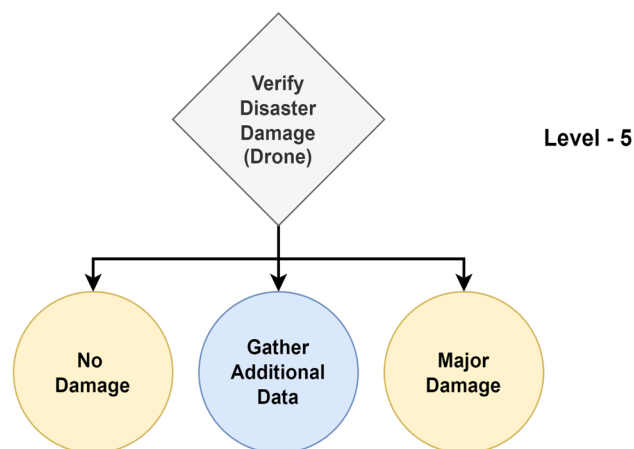 Verify
Disaster
Damage
(Drone)
Level - 5
No
Damage
Gather
Additional
Data
Major
Damage